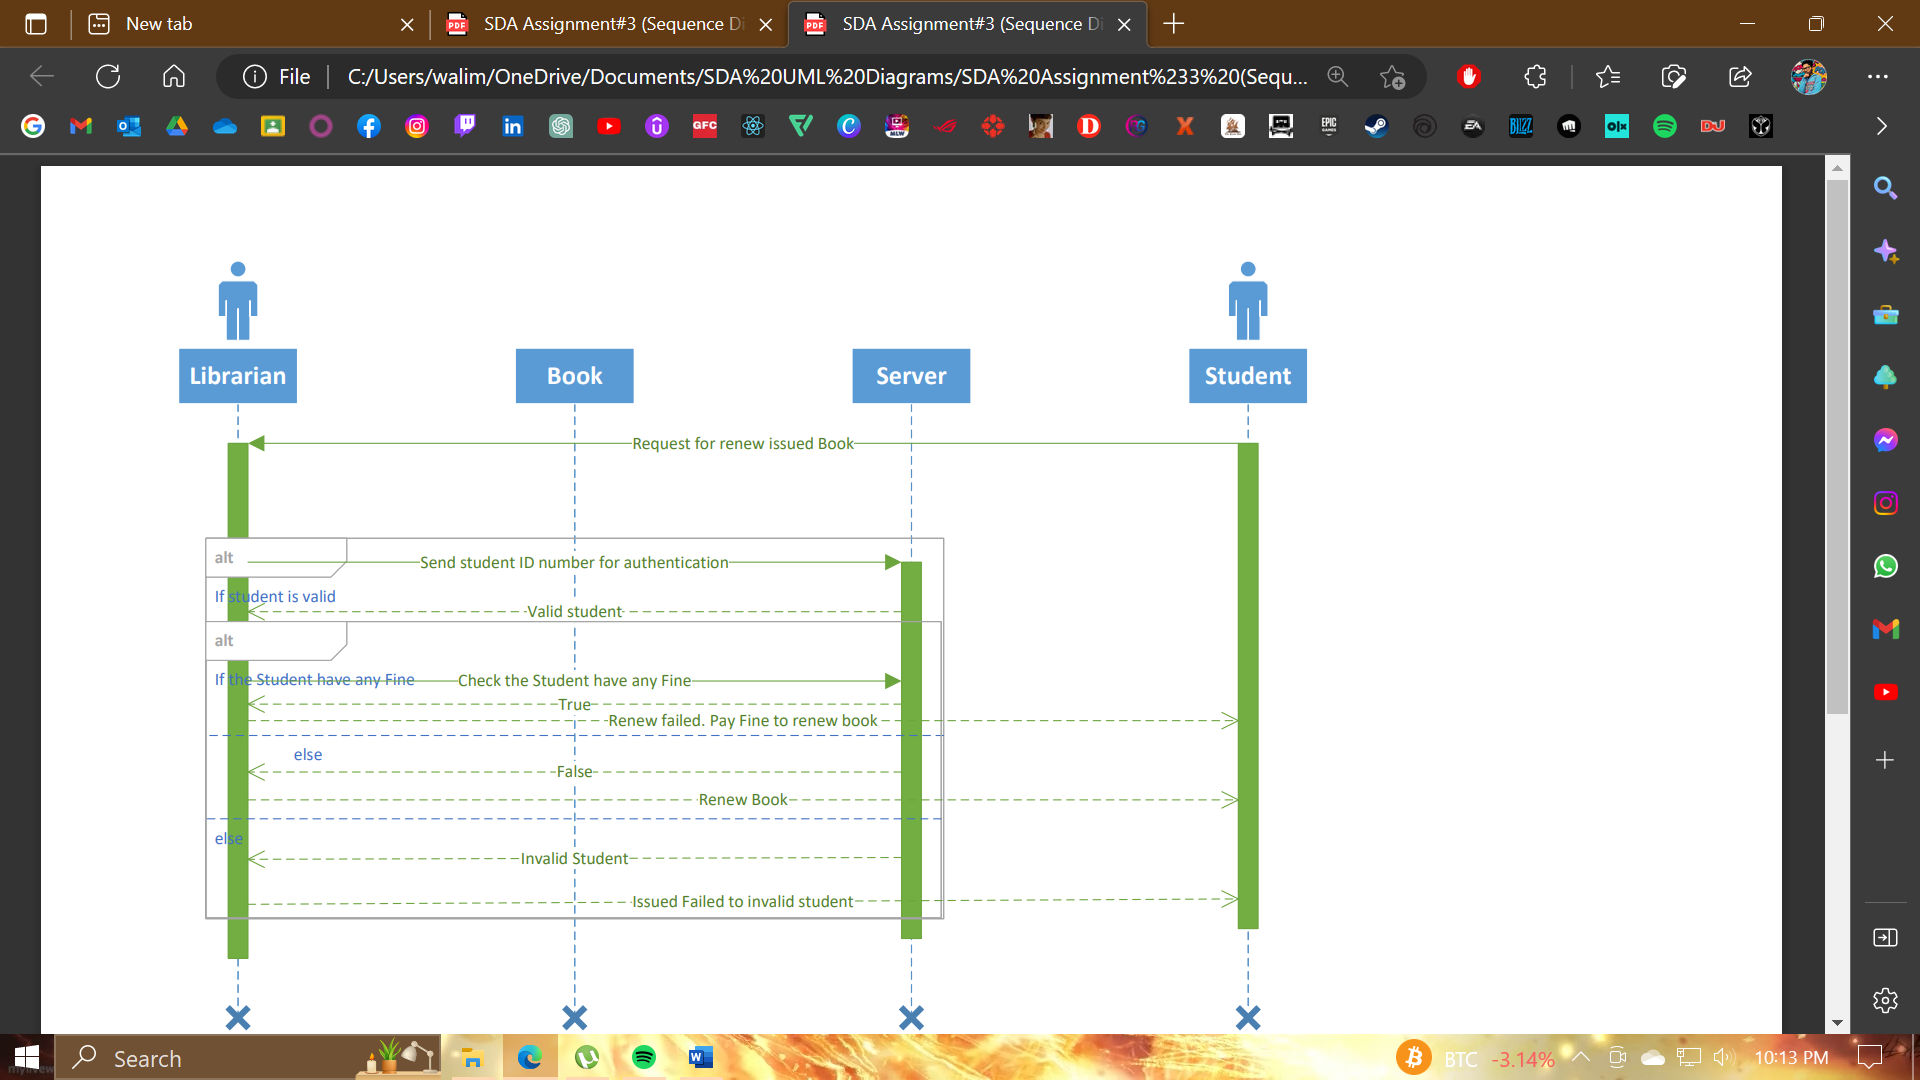 New tab
SDA Assignment#3 (Sequence Di
SDA Assignment#3 (Sequence Di
File
C:/Users/walim/OneDrive/Documents/SDA%20UML%20Diagrams/SDA%20Assignment%233%20(Sequ...
Librarian
Book
Server
Student
Request for renew issued Book
alt
Send student ID number for authentication
If student is valid
Valid student
alt
If the Student have any Fine
Check the Student have any Fine
True
Renew failed. Pay Fine to renew book
else
False
Renew Book
else
Invalid Student
Issued Failed to invalid student
Search
BTC -3.14%
10:13 PM